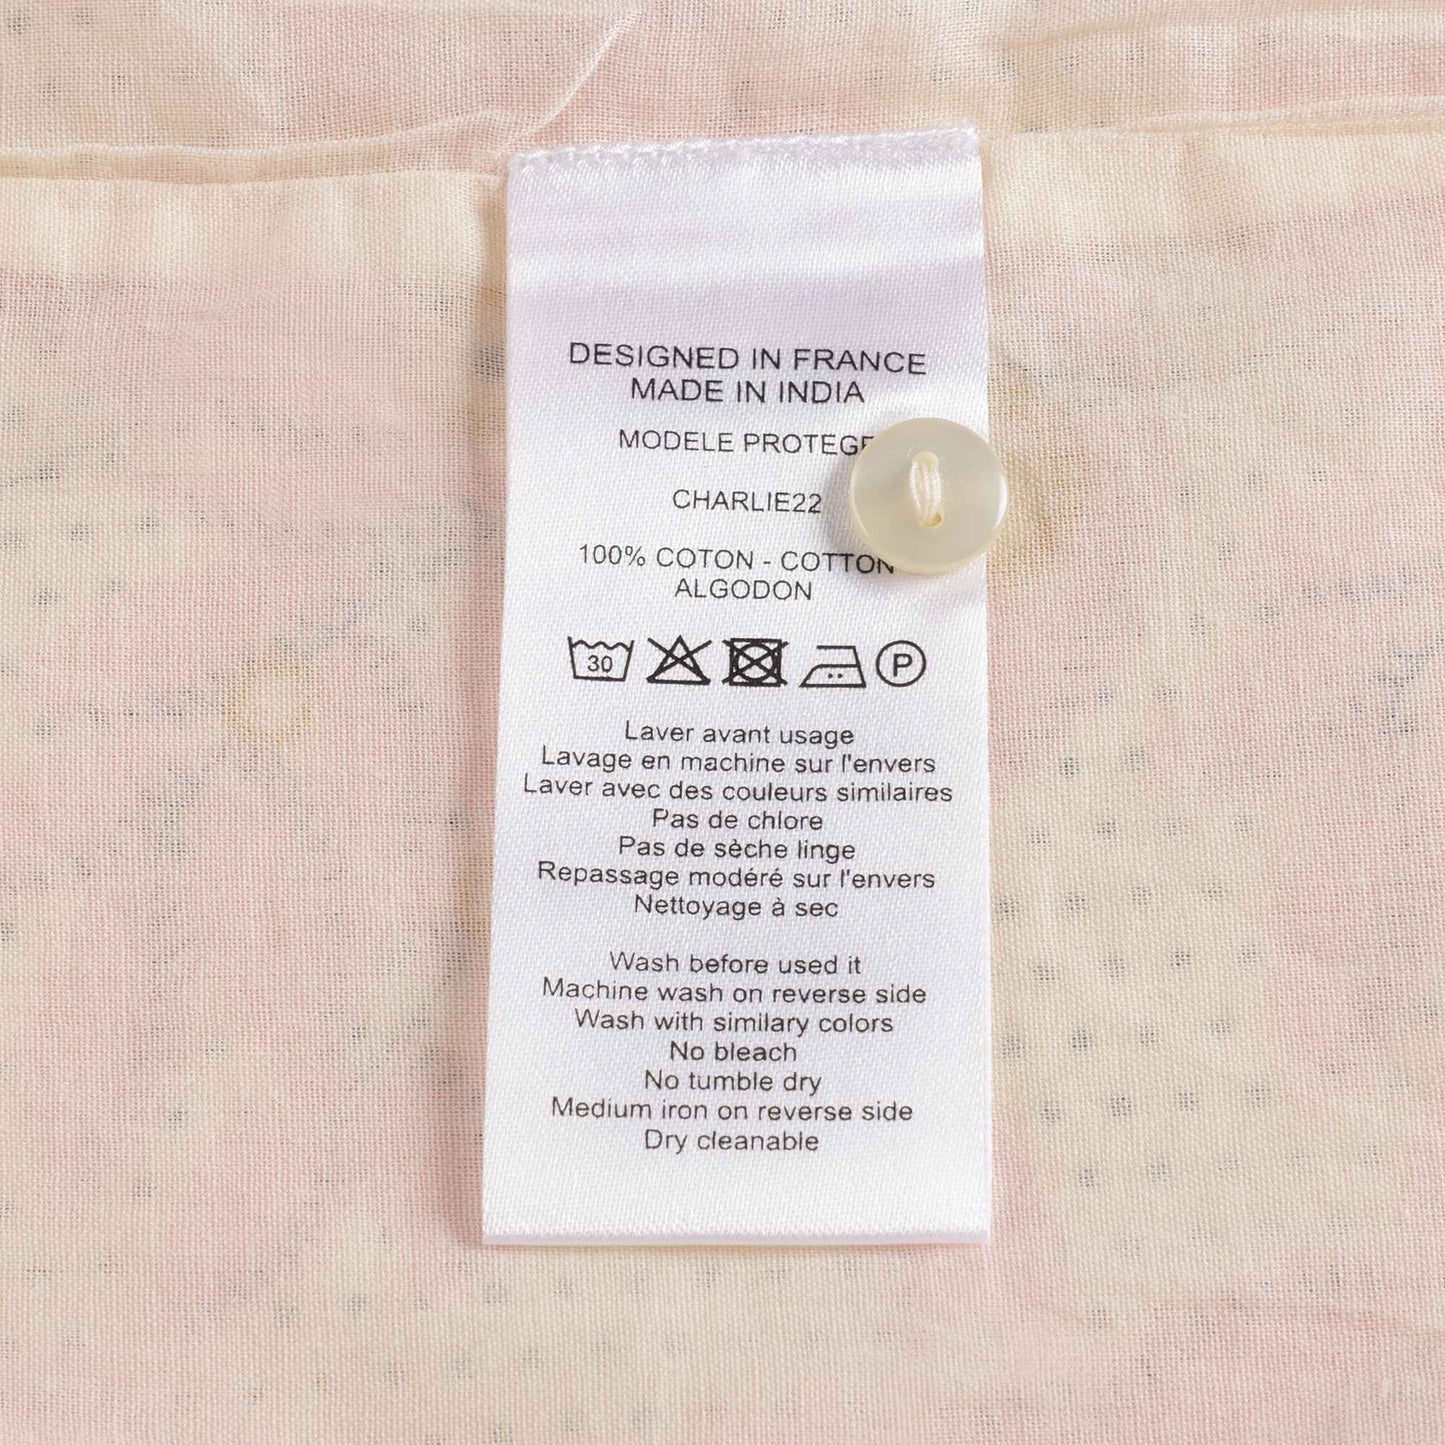 DESIGNED IN FRANCE
MADE IN INDIA
MODELE PROTEGE
CHARLIE22
100% COTON - COTTON
ALGODON
30 P
Laver avant usage
Lavage en machine sur l'envers
Laver avec des couleurs similaires
Pas de chlore
Pas de sèche linge
Repassage modéré sur l'envers
Nettoyage à sec
Wash before used it
Machine wash on reverse side
Wash with similary colors
No bleach
No tumble dry
Medium iron on reverse side
Dry cleanable